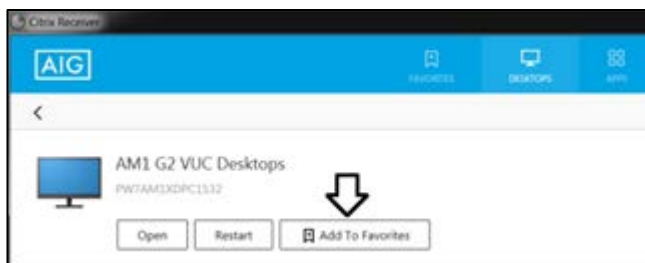 Citrix Receiver
AIG
FAVORITES
DESKTOPS
APPS
AM1 G2 VUC Desktops
PW7AM1XDPC1532
Open
Restart
Add To Favorites